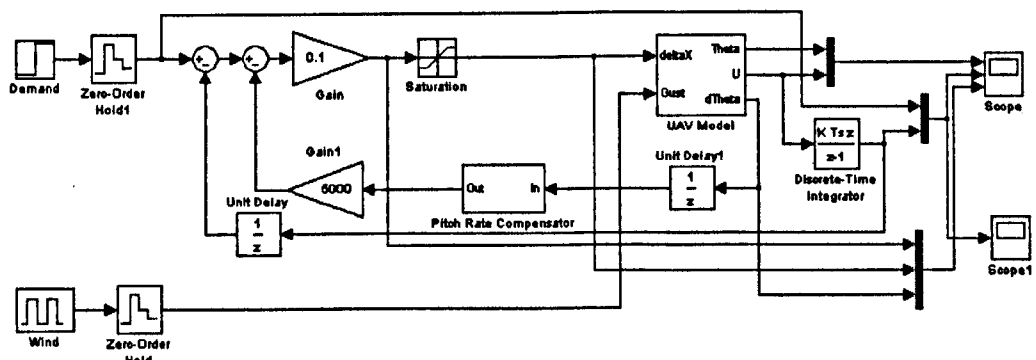 Demand
Zero-Order
Hold1
+
-
+
-
0.1
Gain
Saturation
deltaX
Gust
Theta
U
dTheta
UAV Model
Scope
K Ts z
z-1
Discrete-Time
Integrator
Gain1
5000
Out
In
Pitch Rate Compensator
Unit Delay1
1
z
Unit Delay
1
z
Scope1
Wind
Zero-Order
Hold